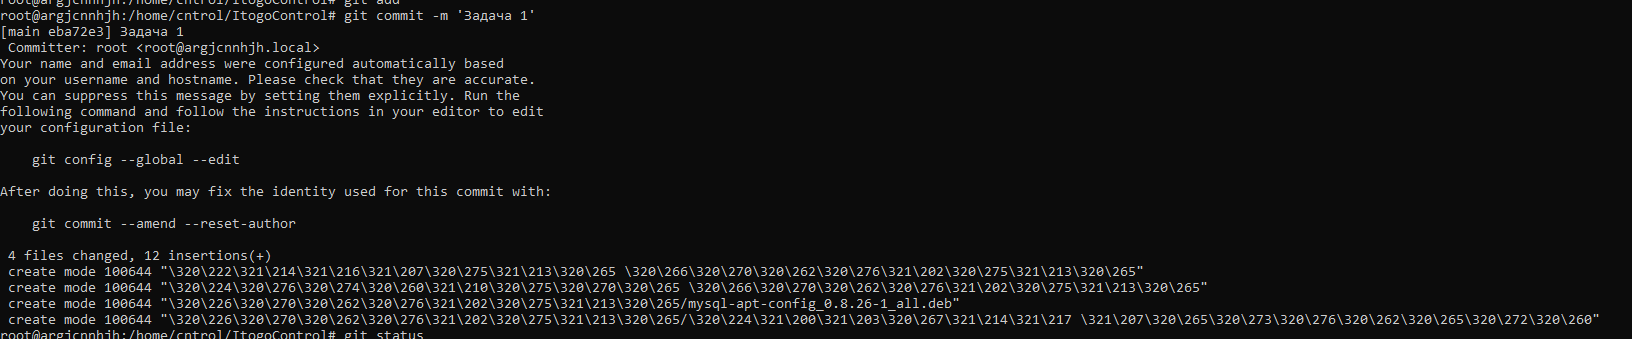 root@argjcnnhjh:/home/cntrol/ItogoControl# git add
root@argjcnnhjh:/home/cntrol/ItogoControl# git commit -m 'Задача 1'
[main eba72e3] Задача 1
 Committer: root <root@argjcnnhjh.local>
Your name and email address were configured automatically based
on your username and hostname. Please check that they are accurate.
You can suppress this message by setting them explicitly. Run the
following command and follow the instructions in your editor to edit
your configuration file:
    git config --global --edit
After doing this, you may fix the identity used for this commit with:
    git commit --amend --reset-author
 4 files changed, 12 insertions(+)
 create mode 100644 "\320\222\321\214\321\216\321\207\320\275\321\213\320\265 \320\266\320\270\320\262\320\276\321\202\320\275\321\213\320\265"
 create mode 100644 "\320\224\320\276\320\274\320\260\321\210\320\275\320\270\320\265 \320\266\320\270\320\262\320\276\321\202\320\275\321\213\320\265"
 create mode 100644 "\320\226\320\270\320\262\320\270\320\276\321\202\320\275\321\213\320\265/mysql-apt-config_0.8.26-1_all.deb"
 create mode 100644 "\320\226\320\270\320\262\320\276\321\202\320\275\321\213\320\265/\320\224\321\200\321\203\320\267\321\214\321\217 \321\207\320\265\320\273\320\276\320\262\320\265\320\272\320\260"
root@argjcnnhjh:/home/cntrol/ItogoControl# git status